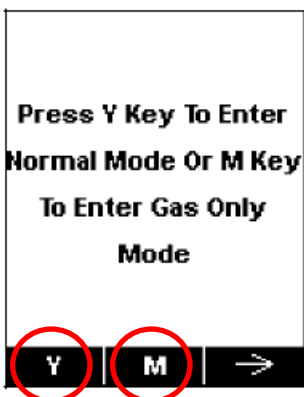 Press Y Key To Enter
Normal Mode Or M Key
To Enter Gas Only
Mode
Y M →